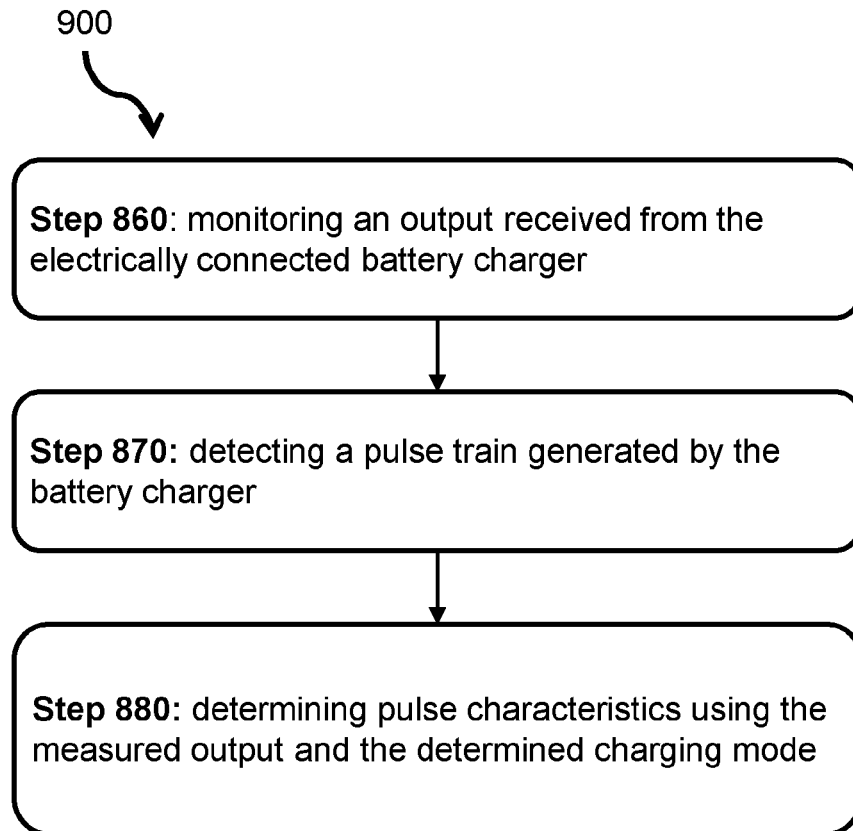 900
Step 860: monitoring an output received from the
electrically connected battery charger
Step 870: detecting a pulse train generated by the
battery charger
Step 880: determining pulse characteristics using the
measured output and the determined charging mode